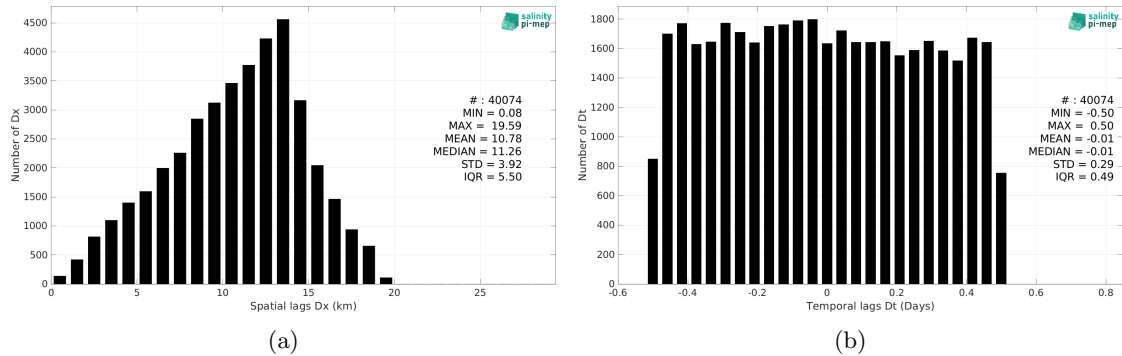 4500
4000
3500
3000
2500
2000
1500
1000
500
0
Number of Dx
0 5 10 15 20 25
Spatial lags Dx (km)
salinity
pi-mep
# : 40074
MIN = 0.08
MAX = 19.59
MEAN = 10.78
MEDIAN = 11.26
STD = 3.92
IQR = 5.50
(a)
1800
1600
1400
1200
1000
800
600
400
200
0
Number of Dt
-0.6 -0.4 -0.2 0 0.2 0.4 0.6 0.8
Temporal lags Dt (Days)
salinity
pi-mep
# : 40074
MIN = -0.50
MAX = 0.50
MEAN = -0.01
MEDIAN = -0.01
STD = 0.29
IQR = 0.49
(b)